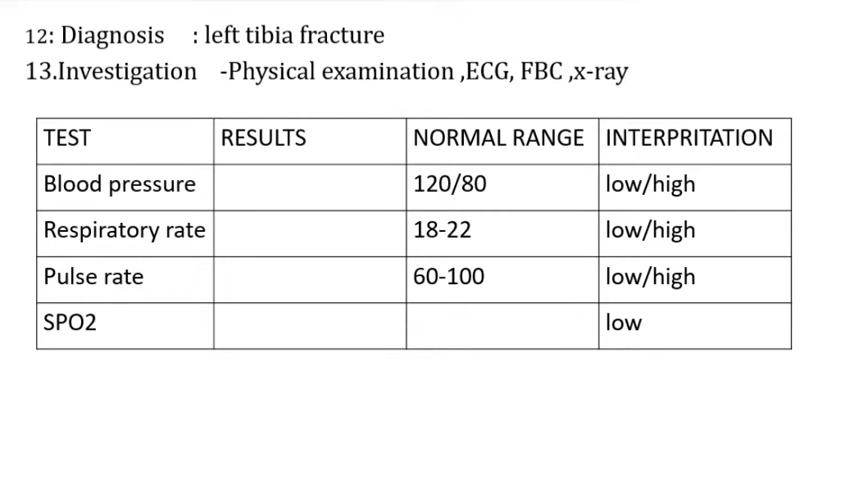 12: Diagnosis : left tibia fracture
13.Investigation -Physical examination ,ECG, FBC ,x-ray
TEST RESULTS NORMAL RANGE INTERPRITATION
Blood pressure 120/80 low/high
Respiratory rate 18-22 low/high
Pulse rate 60-100 low/high
SPO2 low